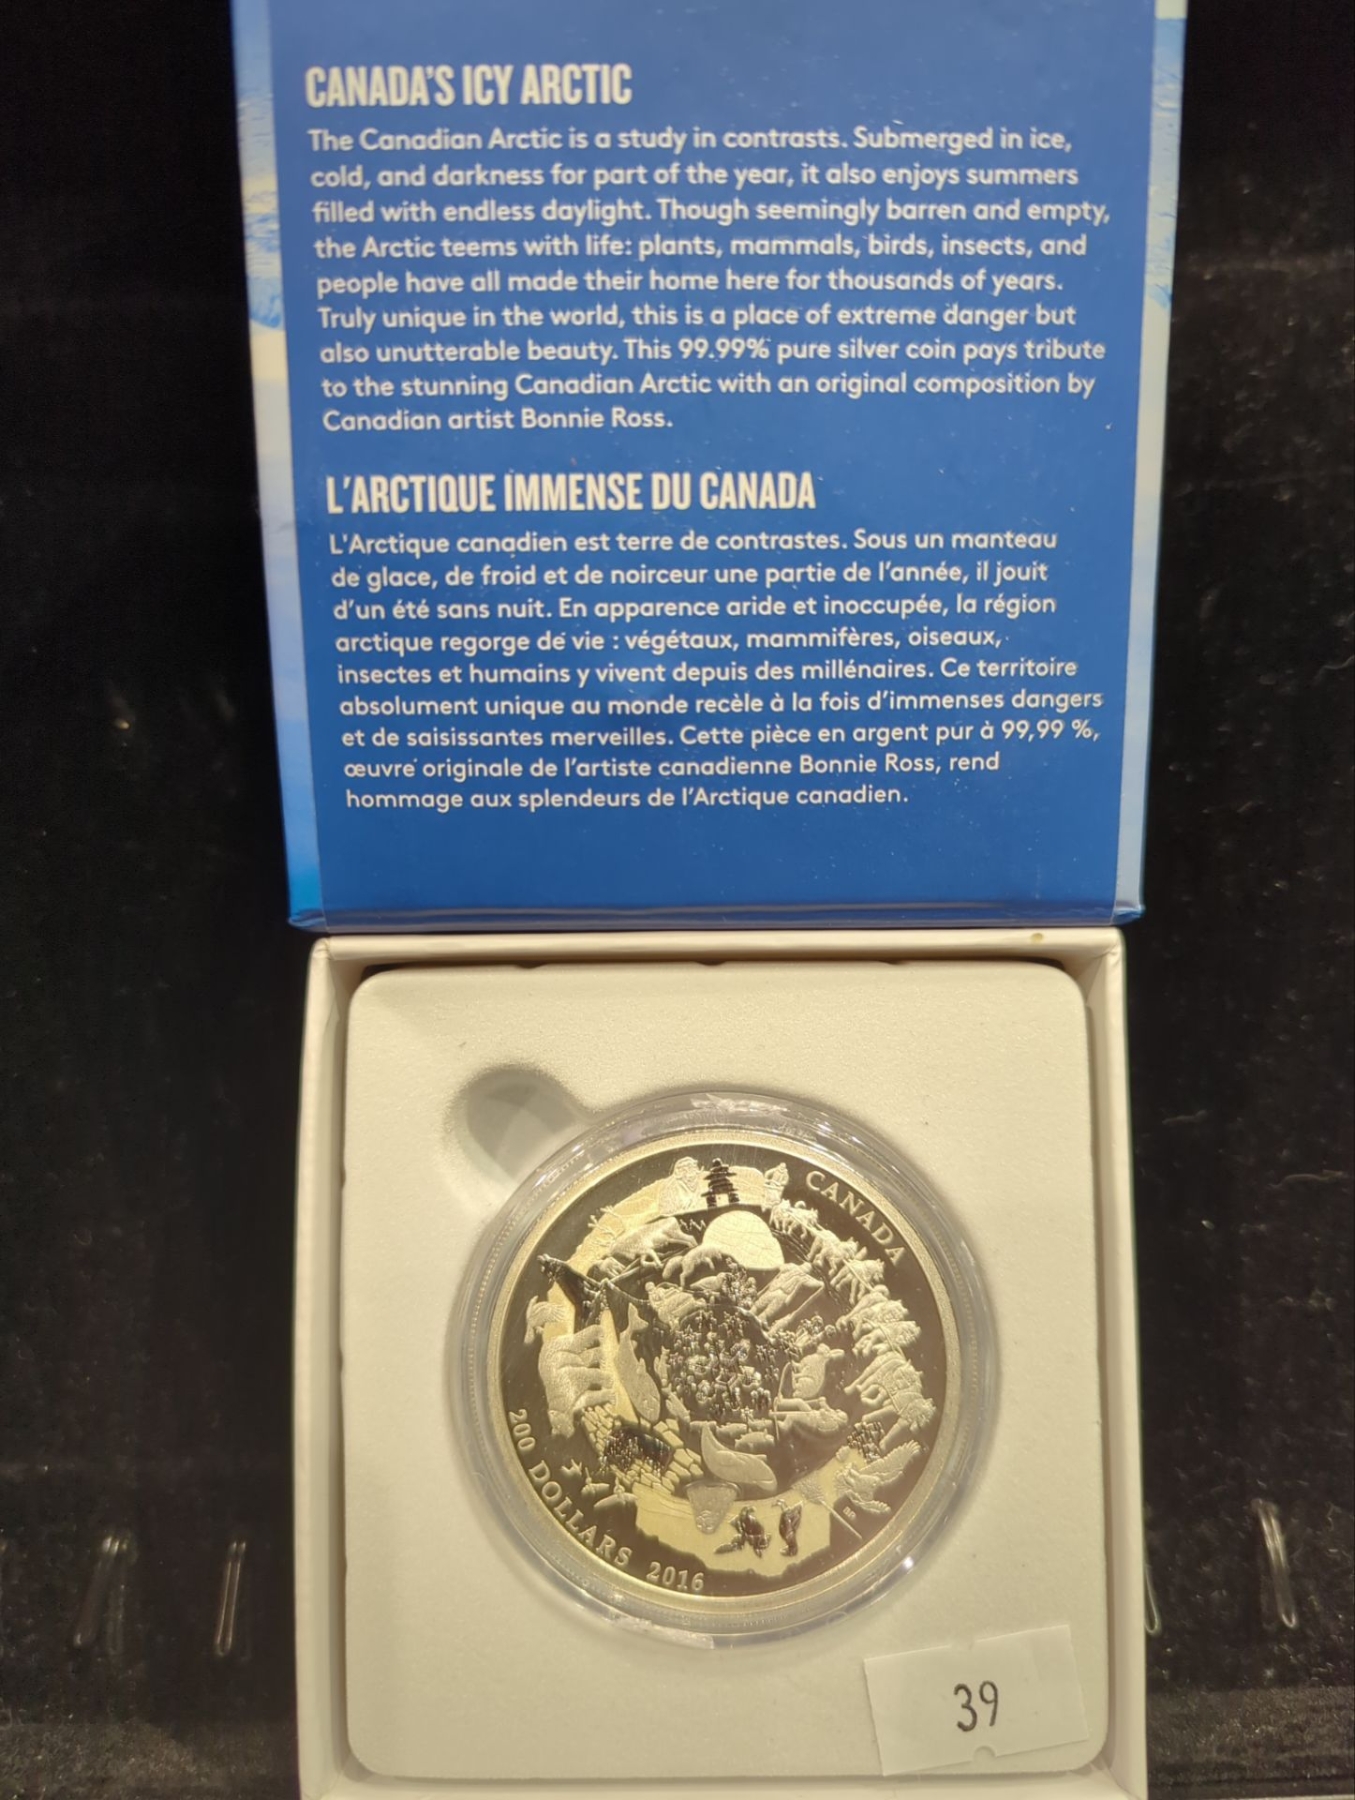 CANADA'S ICY ARCTIC
The Canadian Arctic is a study in contrasts. Submerged in ice,
cold, and darkness for part of the year, it also enjoys summers
filled with endless daylight. Though seemingly barren and empty,
the Arctic teems with life: plants, mammals, birds, insects, and
people have all made their home here for thousands of years.
Truly unique in the world, this is a place of extreme danger but
also unutterable beauty. This 99.99% pure silver coin pays tribute
to the stunning Canadian Arctic with an original composition by
Canadian artist Bonnie Ross.
L'ARCTIQUE IMMENSE DU CANADA
L'Arctique canadien est terre de contrastes. Sous un manteau
de glace, de froid et de noirceur une partie de l'année, il jouit
d'un été sans nuit. En apparence aride et inoccupée, la région
arctique regorge de vie : végétaux, mammifères, oiseaux,
insectes et humains y vivent depuis des millénaires. Ce territoire
absolument unique au monde recèle à la fois d'immenses dangers
et de saisissantes merveilles. Cette pièce en argent pur à 99,99 %,
œuvre originale de l'artiste canadienne Bonnie Ross, rend
hommage aux splendeurs de l'Arctique canadien.
CANADA
200 DOLLARS 2016
39